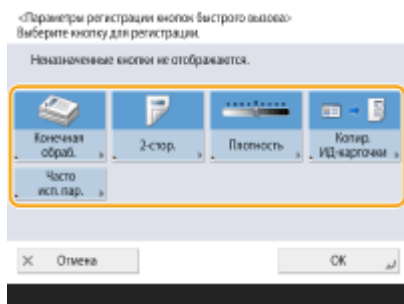 <Параметры регистрации кнопок быстрого вызова>
Выберите кнопку для регистрации.
Неназначенные кнопки не отображаются.
Конечная
обраб.
2-стор.
Плотность
Копир.
ИД-карточки
Часто
исп. пар.
Отмена
OK